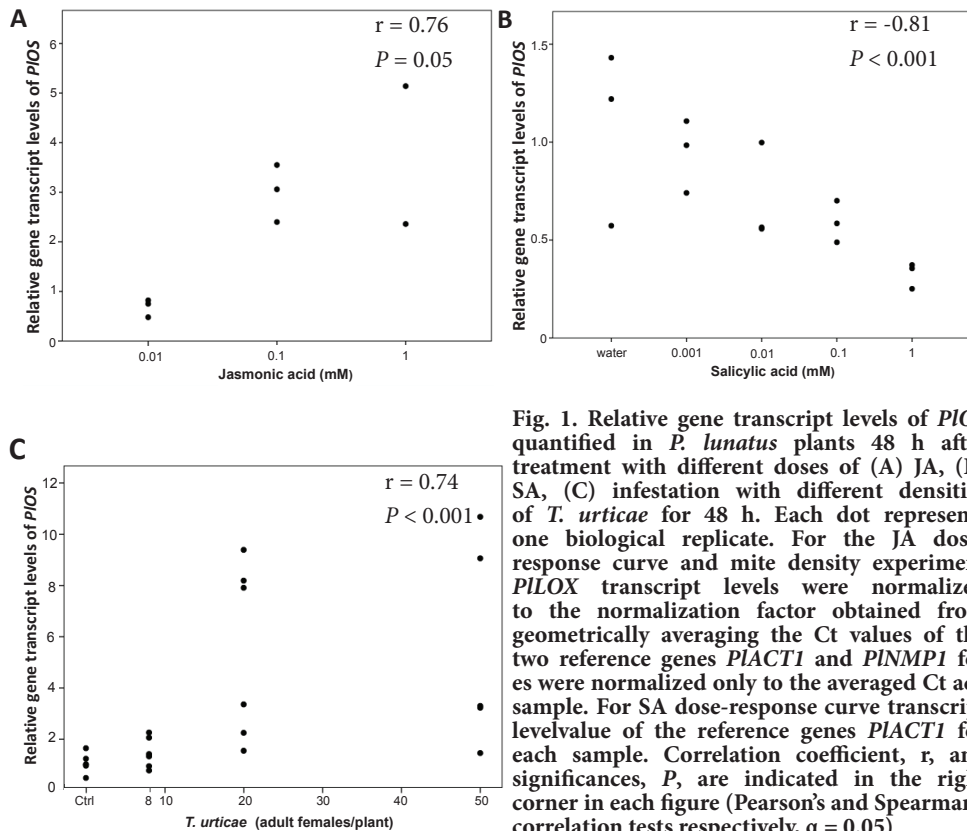 A
r = 0.76
P = 0.05
Relative gene transcript levels of PlOS
6
5
4
3
2
1
0
0.01 0.1 1
Jasmonic acid (mM)
B
r = -0.81
P < 0.001
Relative gene transcript levels of PlOS
1.5
1.0
0.5
0
water 0.001 0.01 0.1 1
Salicylic acid (mM)
C
r = 0.74
P < 0.001
Relative gene transcript levels of PlOS
12
10
8
6
4
2
0
Ctrl 8 10 20 30 40 50
T. urticae (adult females/plant)
Fig. 1. Relative gene transcript levels of PlO
quantified in P. lunatus plants 48 h aft
treatment with different doses of (A) JA,
SA, (C) infestation with different densiti
of T. urticae for 48 h. Each dot represen
one biological replicate. For the JA dos
response curve and mite density experimen
PlLOX transcript levels were normalize
to the normalization factor obtained fro
geometrically averaging the Ct values of th
two reference genes PlACT1 and PlNMP1 fo
es were normalized only to the averaged Ct ac
sample. For SA dose-response curve transcrip
levelvalue of the reference genes PlACT1 fo
each sample. Correlation coefficient, r, an
significances, P, are indicated in the righ
corner in each figure (Pearson's and Spearman
correlation tests respectively, α = 0.05)